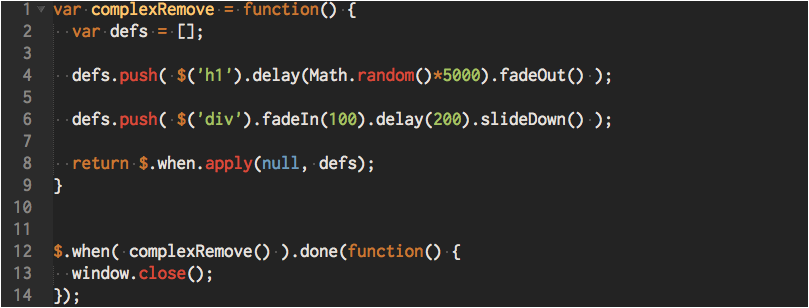 1 var complexRemove = function() {
2 var defs = [];
3
4 defs.push( $('h1').delay(Math.random()*5000).fadeOut() );
5
6 defs.push( $('div').fadeIn(100).delay(200).slideDown() );
7
8 return $.when.apply(null, defs);
9 }
10
11
12 $.when( complexRemove() ).done(function() {
13 window.close();
14 });